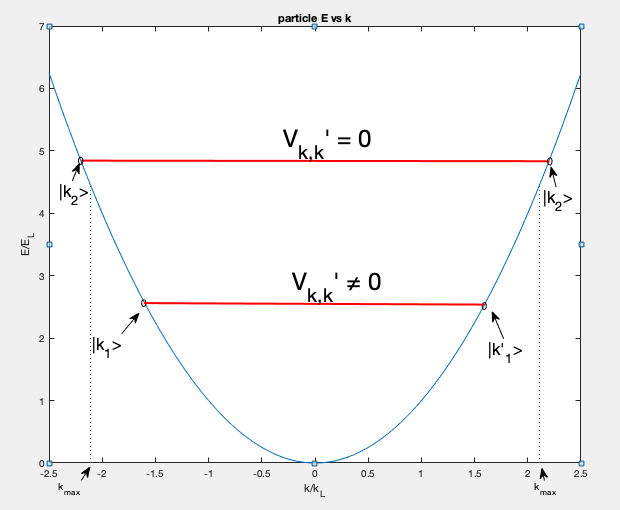 particle E vs k
7
6
5
4
3
2
1
0
E/E_L
V_k,k' = 0
|k_2>
|k_2>
V_k,k' ≠ 0
|k_1>
|k'_1>
-2.5 -2 -1.5 -1 -0.5 0 0.5 1 1.5 2 2.5
k_max k/k_L k_max